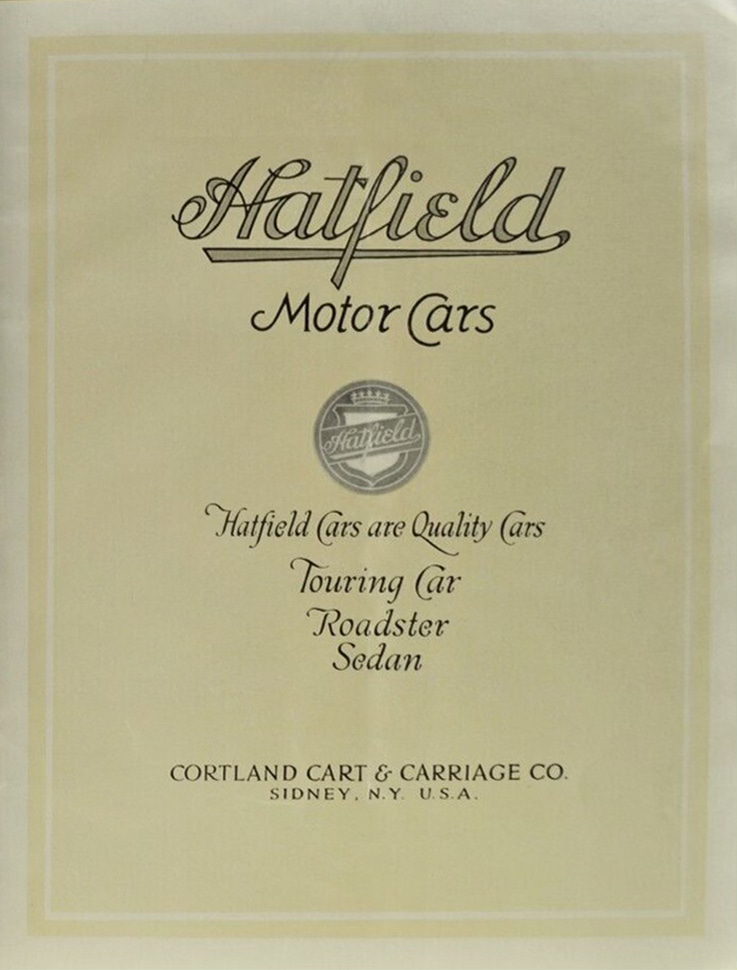 Hatfield
Motor Cars
Hatfield
Hatfield Cars are Quality Cars
Touring Car
Roadster
Sedan
CORTLAND CART & CARRIAGE CO.
SIDNEY, N.Y. U.S.A.